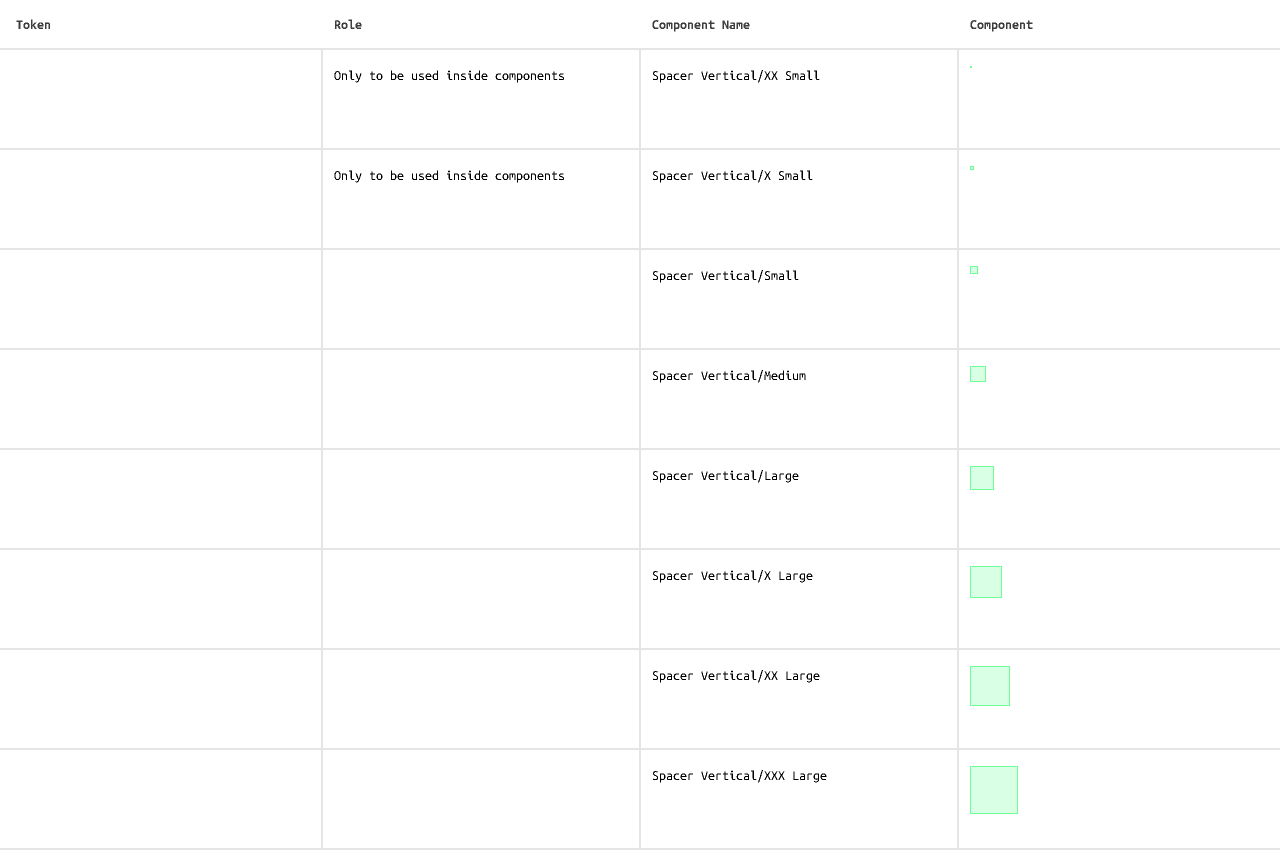 Token Role Component Name Component
Only to be used inside components Spacer Vertical/XX Small
Only to be used inside components Spacer Vertical/X Small
Spacer Vertical/Small
Spacer Vertical/Medium
Spacer Vertical/Large
Spacer Vertical/X Large
Spacer Vertical/XX Large
Spacer Vertical/XXX Large